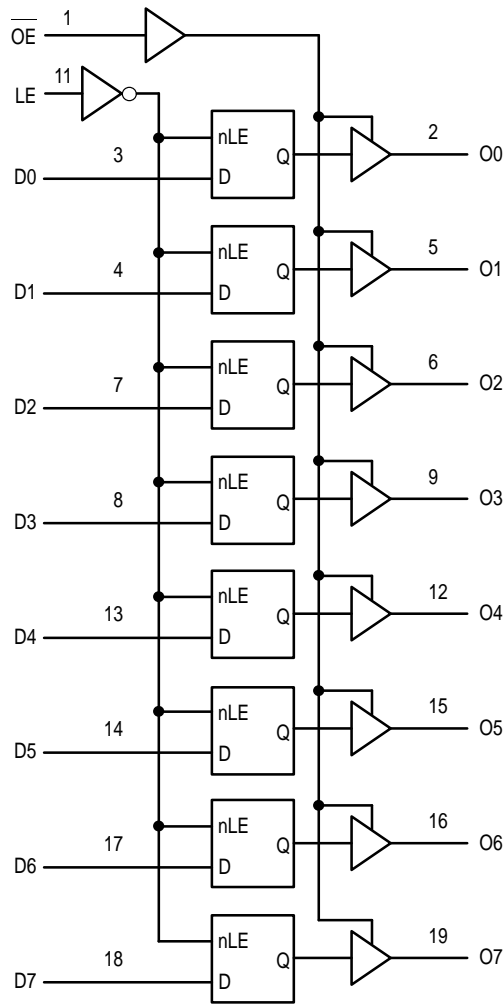 OE 1
LE 11
nLE
D0 3 D Q 2 O0
nLE
D1 4 D Q 5 O1
nLE
D2 7 D Q 6 O2
nLE
D3 8 D Q 9 O3
nLE
D4 13 D Q 12 O4
nLE
D5 14 D Q 15 O5
nLE
D6 17 D Q 16 O6
nLE
D7 18 D Q 19 O7